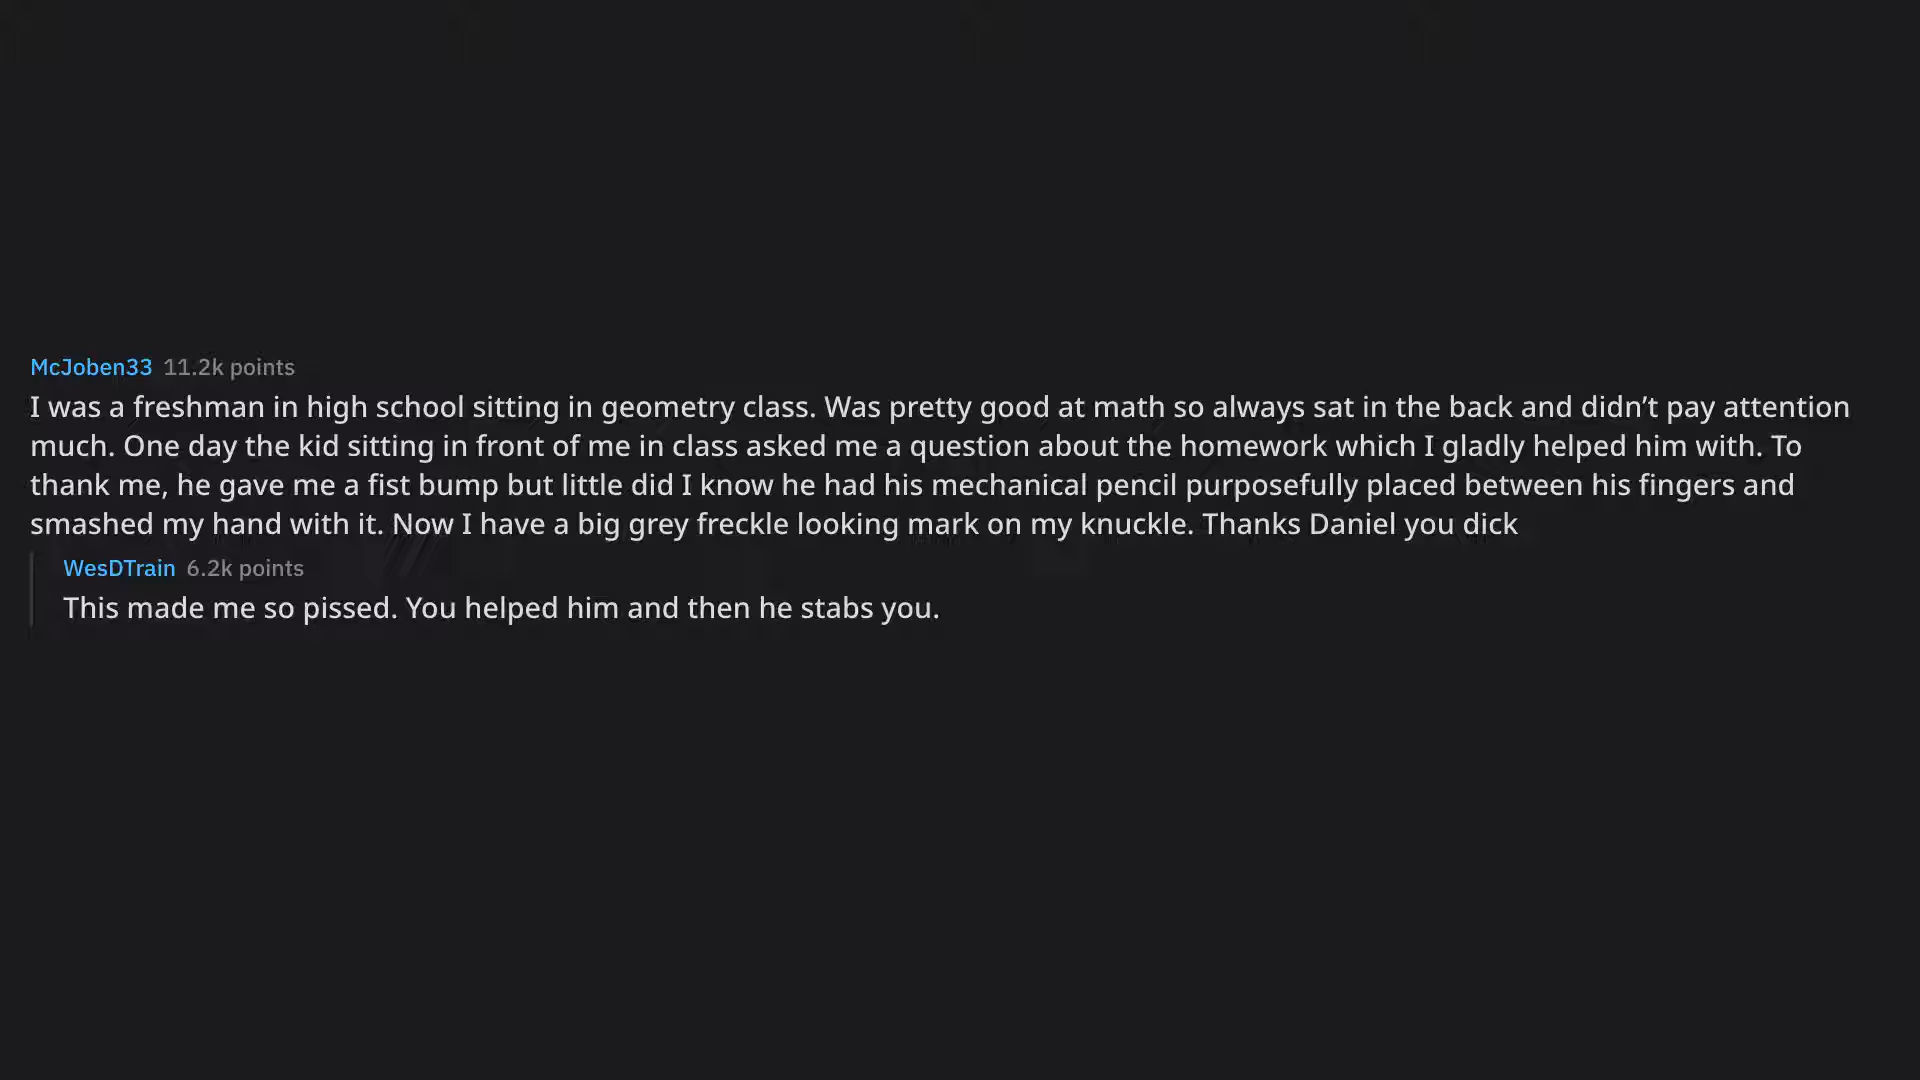 McJoben33 11.2k points
I was a freshman in high school sitting in geometry class. Was pretty good at math so always sat in the back and didn’t pay attention
much. One day the kid sitting in front of me in class asked me a question about the homework which I gladly helped him with. To
thank me, he gave me a fist bump but little did I know he had his mechanical pencil purposefully placed between his fingers and
smashed my hand with it. Now I have a big grey freckle looking mark on my knuckle. Thanks Daniel you dick
WesDTrain 6.2k points
This made me so pissed. You helped him and then he stabs you.